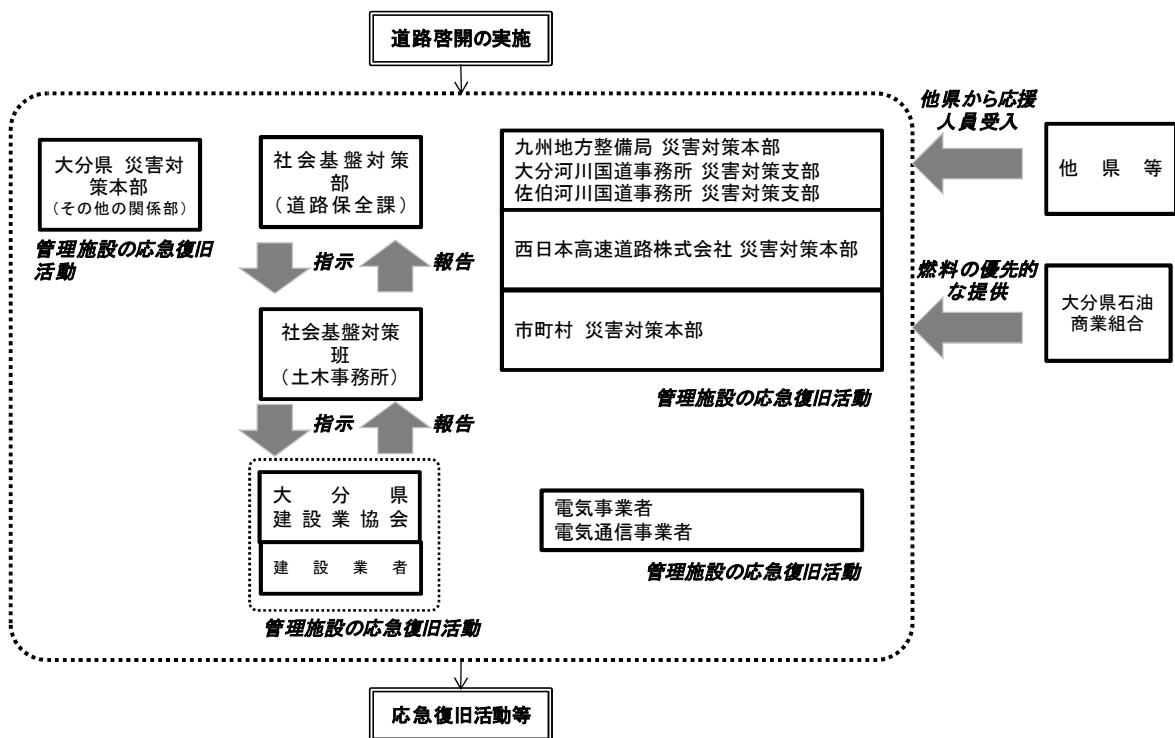 道路啓開の実施
大分県 災害対
策本部
（その他の関係部）
管理施設の応急復旧
活動
社会基盤対策
部
（道路保全課）
指示
報告
社会基盤対策
班
（土木事務所）
指示
報告
大分県
建設業協会
建設業者
管理施設の応急復旧活動
九州地方整備局 災害対策本部
大分河川国道事務所 災害対策支部
佐伯河川国道事務所 災害対策支部
西日本高速道路株式会社 災害対策本部
市町村 災害対策本部
管理施設の応急復旧活動
電気事業者
電気通信事業者
管理施設の応急復旧活動
他県から応援
人員受入
他県等
燃料の優先的
な提供
大分県石油
商業組合
応急復旧活動等